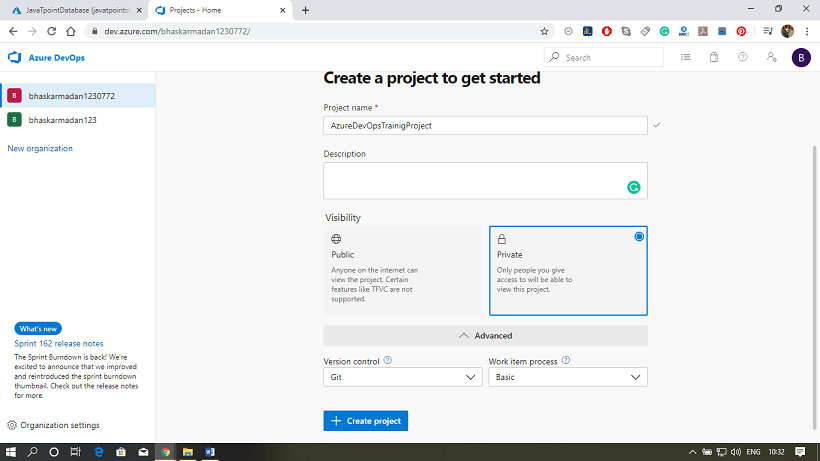 JavaTpointDatabase (javatpointse
Projects - Home
dev.azure.com/bhaskarmadan1230772/
Azure DevOps
Search
B
B bhaskarmadan1230772
B bhaskarmadan123
New organization
Create a project to get started
Project name *
AzureDevOpsTrainigProject
Description
Visibility
Public
Anyone on the internet can
view the project. Certain
features like TFVC are not
supported.
Private
Only people you give
access to will be able to
view this project.
Advanced
Version control
Work item process
Git
Basic
Create project
What's new
Sprint 162 release notes
The Sprint Burndown is back! We're
excited to announce that we improved
and reintroduced the sprint burndown
thumbnail. Check out the release notes
for more.
Organization settings
ENG
10:32